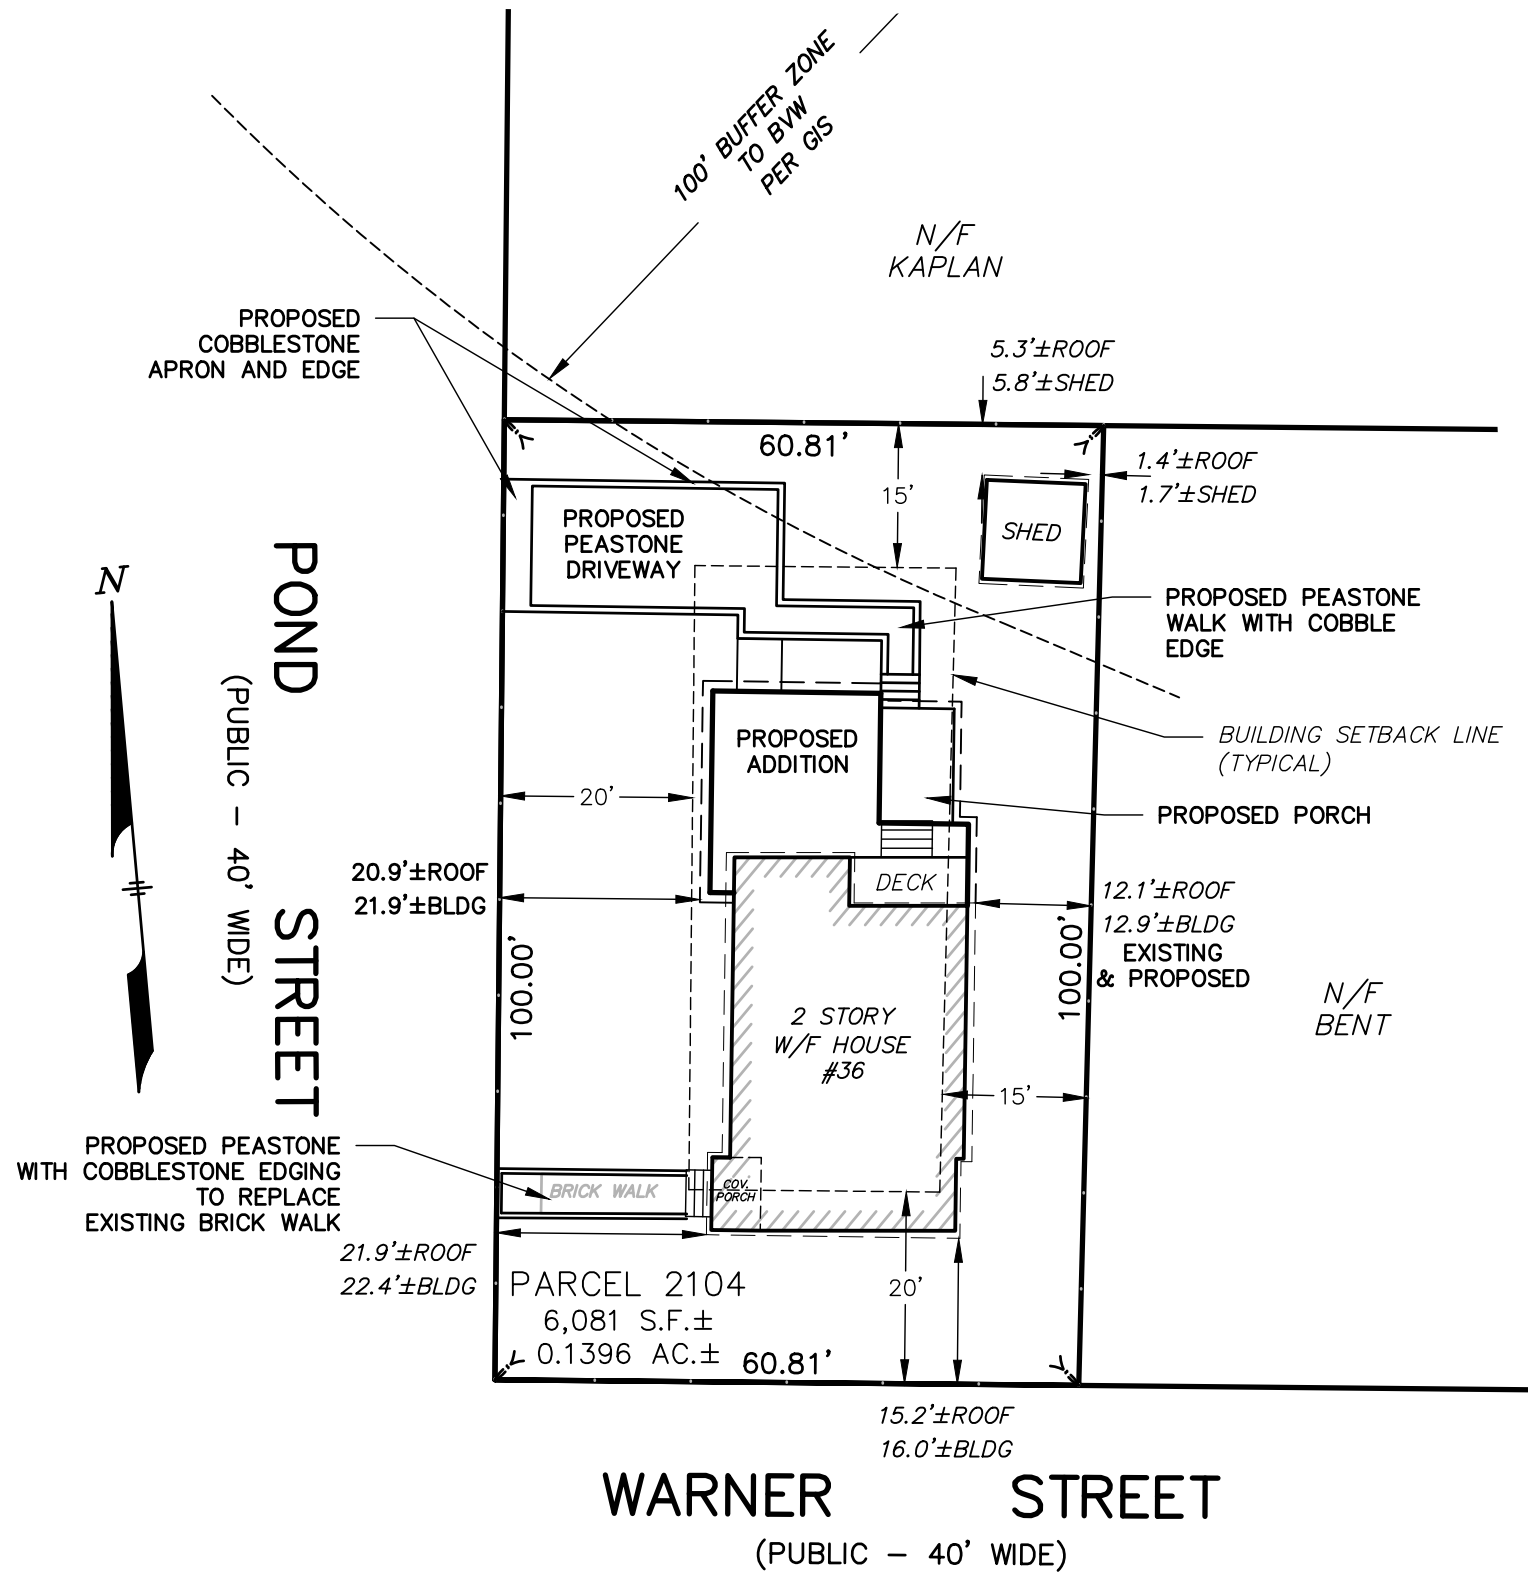 100' BUFFER ZONE
TO BVW
PER GIS
N/F
KAPLAN
PROPOSED
COBBLESTONE
APRON AND EDGE
5.3'±ROOF
5.8'±SHED
60.81'
1.4'±ROOF
1.7'±SHED
15'
SHED
PROPOSED
PEASTONE
DRIVEWAY
N
POND STREET
(PUBLIC - 40' WIDE)
PROPOSED PEASTONE
WALK WITH COBBLE
EDGE
BUILDING SETBACK LINE
(TYPICAL)
PROPOSED
ADDITION
20'
PROPOSED PORCH
20.9'±ROOF
21.9'±BLDG
DECK
12.1'±ROOF
12.9'±BLDG
EXISTING
& PROPOSED
100.00'
100.00'
N/F
BENT
2 STORY
W/F HOUSE
#36
15'
PROPOSED PEASTONE
WITH COBBLESTONE EDGING
TO REPLACE
EXISTING BRICK WALK
BRICK WALK
COV.
PORCH
21.9'±ROOF
22.4'±BLDG
PARCEL 2104
6,081 S.F.±
0.1396 AC.±
20'
60.81'
15.2'±ROOF
16.0'±BLDG
WARNER STREET
(PUBLIC - 40' WIDE)